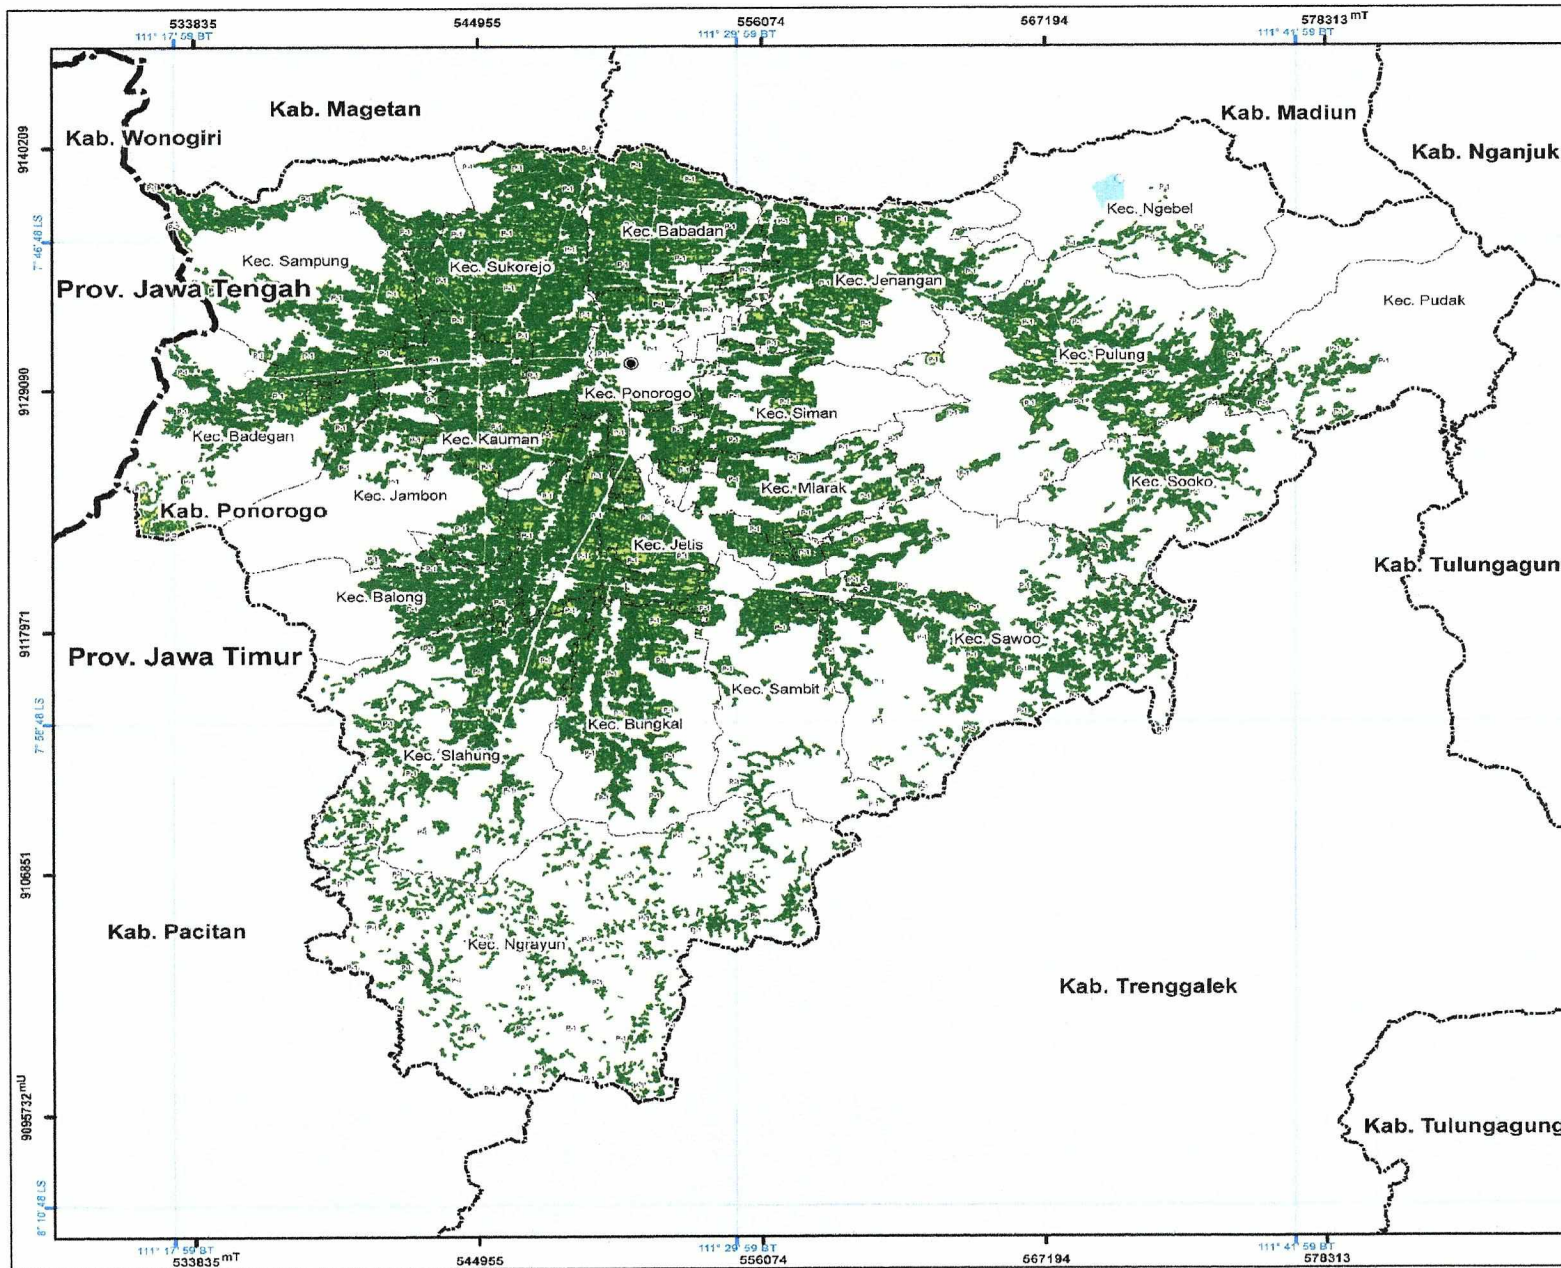 533835
544955
556074
567194
578313 mT
111° 17' 59 BT
111° 29' 59 BT
111° 41' 59 BT
Kab. Magetan
Kab. Madiun
Kab. Wonogiri
Kab. Nganjuk
9140209
Kec. Ngebel
7° 46' 48 LS
Kec. Babadan
Kec. Sampung
Kec. Sukorejo
Kec. Jenangan
Prov. Jawa Tengah
Kec. Pudak
Kec. Pulung
9129090
Kec. Ponorogo
Kec. Siman
Kec. Badegan
Kec. Kauman
Kec. Sooko
Kec. Mlarak
Kec. Jambon
Kab. Ponorogo
Kec. Jetis
Kab. Tulungagun
Kec. Balong
9117971
Kec. Sawoo
Prov. Jawa Timur
Kec. Sambit
Kec. Bungkal
7° 58' 48 LS
Kec. Slahung
9106851
Kab. Pacitan
Kec. Ngrayun
Kab. Trenggalek
9095732 mU
Kab. Tulungagung
8° 10' 48 LS
111° 17' 59 BT
111° 29' 59 BT
111° 41' 59 BT
533835 mT
544955
556074
567194
578313